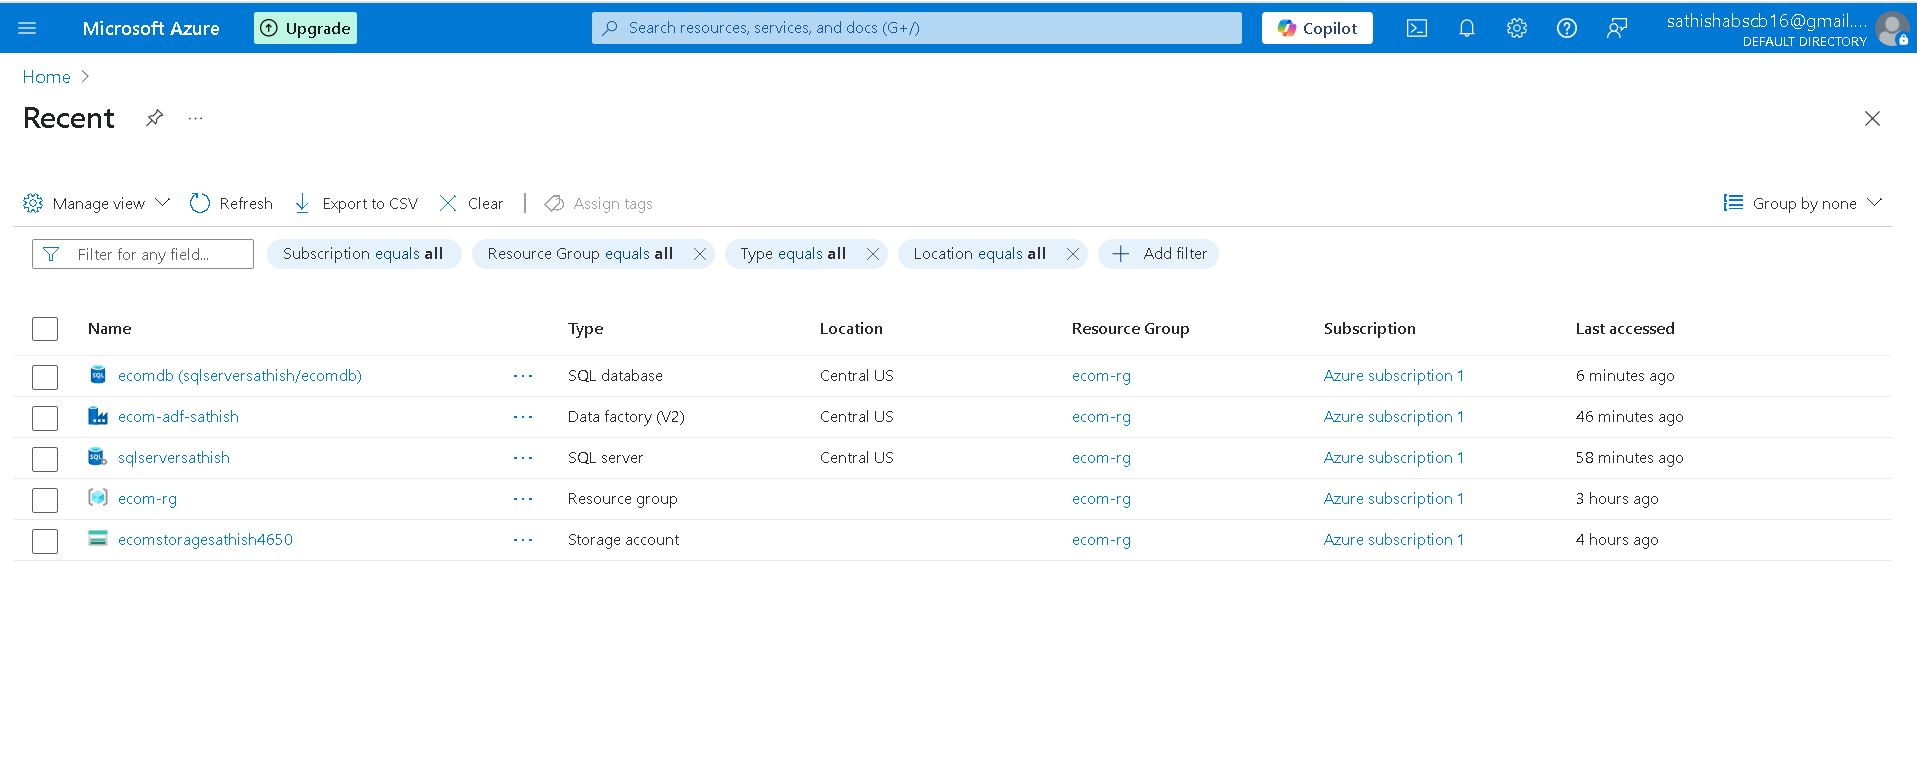 Microsoft Azure Upgrade Search resources, services, and docs (G+/) Copilot sathishabscb16@gmail....
DEFAULT DIRECTORY
Home
Recent ...
Manage view Refresh Export to CSV Clear Assign tags Group by none
Filter for any field... Subscription equals all Resource Group equals all Type equals all Location equals all Add filter
Name Type Location Resource Group Subscription Last accessed
SQL ecomdb (sqlserversathish/ecomdb) ... SQL database Central US ecom-rg Azure subscription 1 6 minutes ago
ecom-adf-sathish ... Data factory (V2) Central US ecom-rg Azure subscription 1 46 minutes ago
SQL sqlserversathish ... SQL server Central US ecom-rg Azure subscription 1 58 minutes ago
ecom-rg ... Resource group ecom-rg Azure subscription 1 3 hours ago
ecomstoragesathish4650 ... Storage account ecom-rg Azure subscription 1 4 hours ago